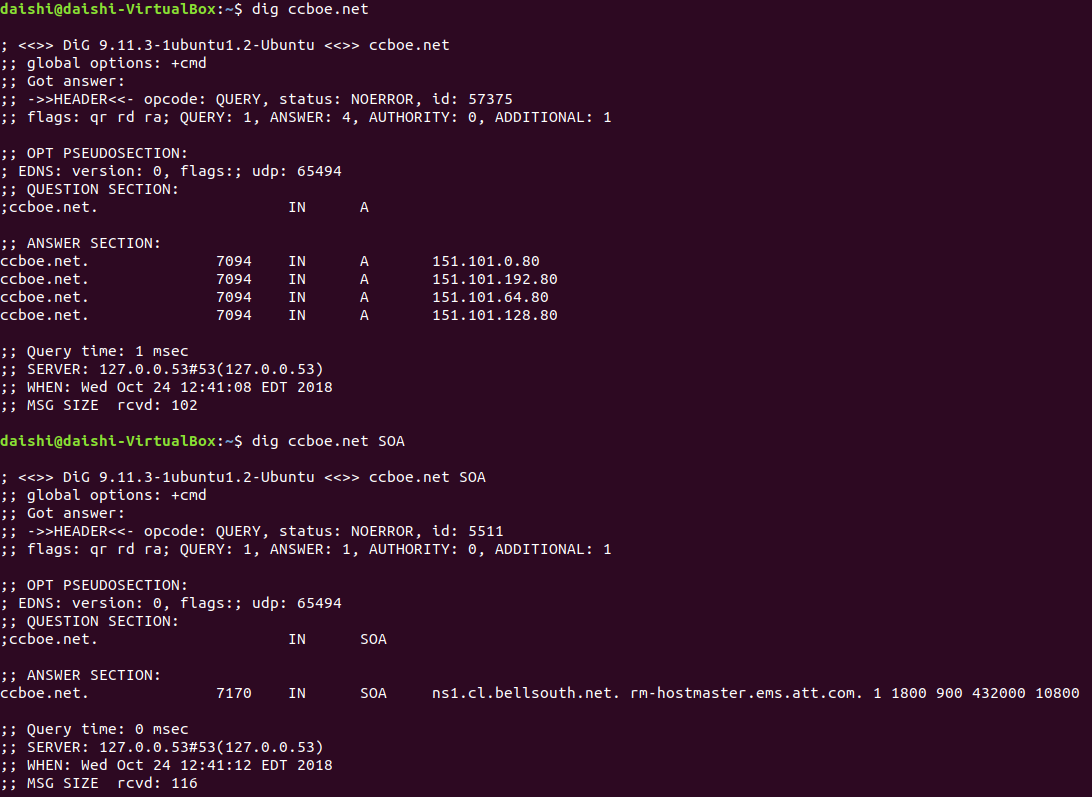 daishi@daishi-VirtualBox:~$ dig ccboe.net
; <<>> DiG 9.11.3-1ubuntu1.2-Ubuntu <<>> ccboe.net
;; global options: +cmd
;; Got answer:
;; ->>HEADER<<- opcode: QUERY, status: NOERROR, id: 57375
;; flags: qr rd ra; QUERY: 1, ANSWER: 4, AUTHORITY: 0, ADDITIONAL: 1
;; OPT PSEUDOSECTION:
; EDNS: version: 0, flags:; udp: 65494
;; QUESTION SECTION:
;ccboe.net. IN A
;; ANSWER SECTION:
ccboe.net. 7094 IN A 151.101.0.80
ccboe.net. 7094 IN A 151.101.192.80
ccboe.net. 7094 IN A 151.101.64.80
ccboe.net. 7094 IN A 151.101.128.80
;; Query time: 1 msec
;; SERVER: 127.0.0.53#53(127.0.0.53)
;; WHEN: Wed Oct 24 12:41:08 EDT 2018
;; MSG SIZE  rcvd: 102
daishi@daishi-VirtualBox:~$ dig ccboe.net SOA
; <<>> DiG 9.11.3-1ubuntu1.2-Ubuntu <<>> ccboe.net SOA
;; global options: +cmd
;; Got answer:
;; ->>HEADER<<- opcode: QUERY, status: NOERROR, id: 5511
;; flags: qr rd ra; QUERY: 1, ANSWER: 1, AUTHORITY: 0, ADDITIONAL: 1
;; OPT PSEUDOSECTION:
; EDNS: version: 0, flags:; udp: 65494
;; QUESTION SECTION:
;ccboe.net. IN SOA
;; ANSWER SECTION:
ccboe.net. 7170 IN SOA ns1.cl.bellsouth.net. rm-hostmaster.ems.att.com. 1 1800 900 432000 10800
;; Query time: 0 msec
;; SERVER: 127.0.0.53#53(127.0.0.53)
;; WHEN: Wed Oct 24 12:41:12 EDT 2018
;; MSG SIZE  rcvd: 116